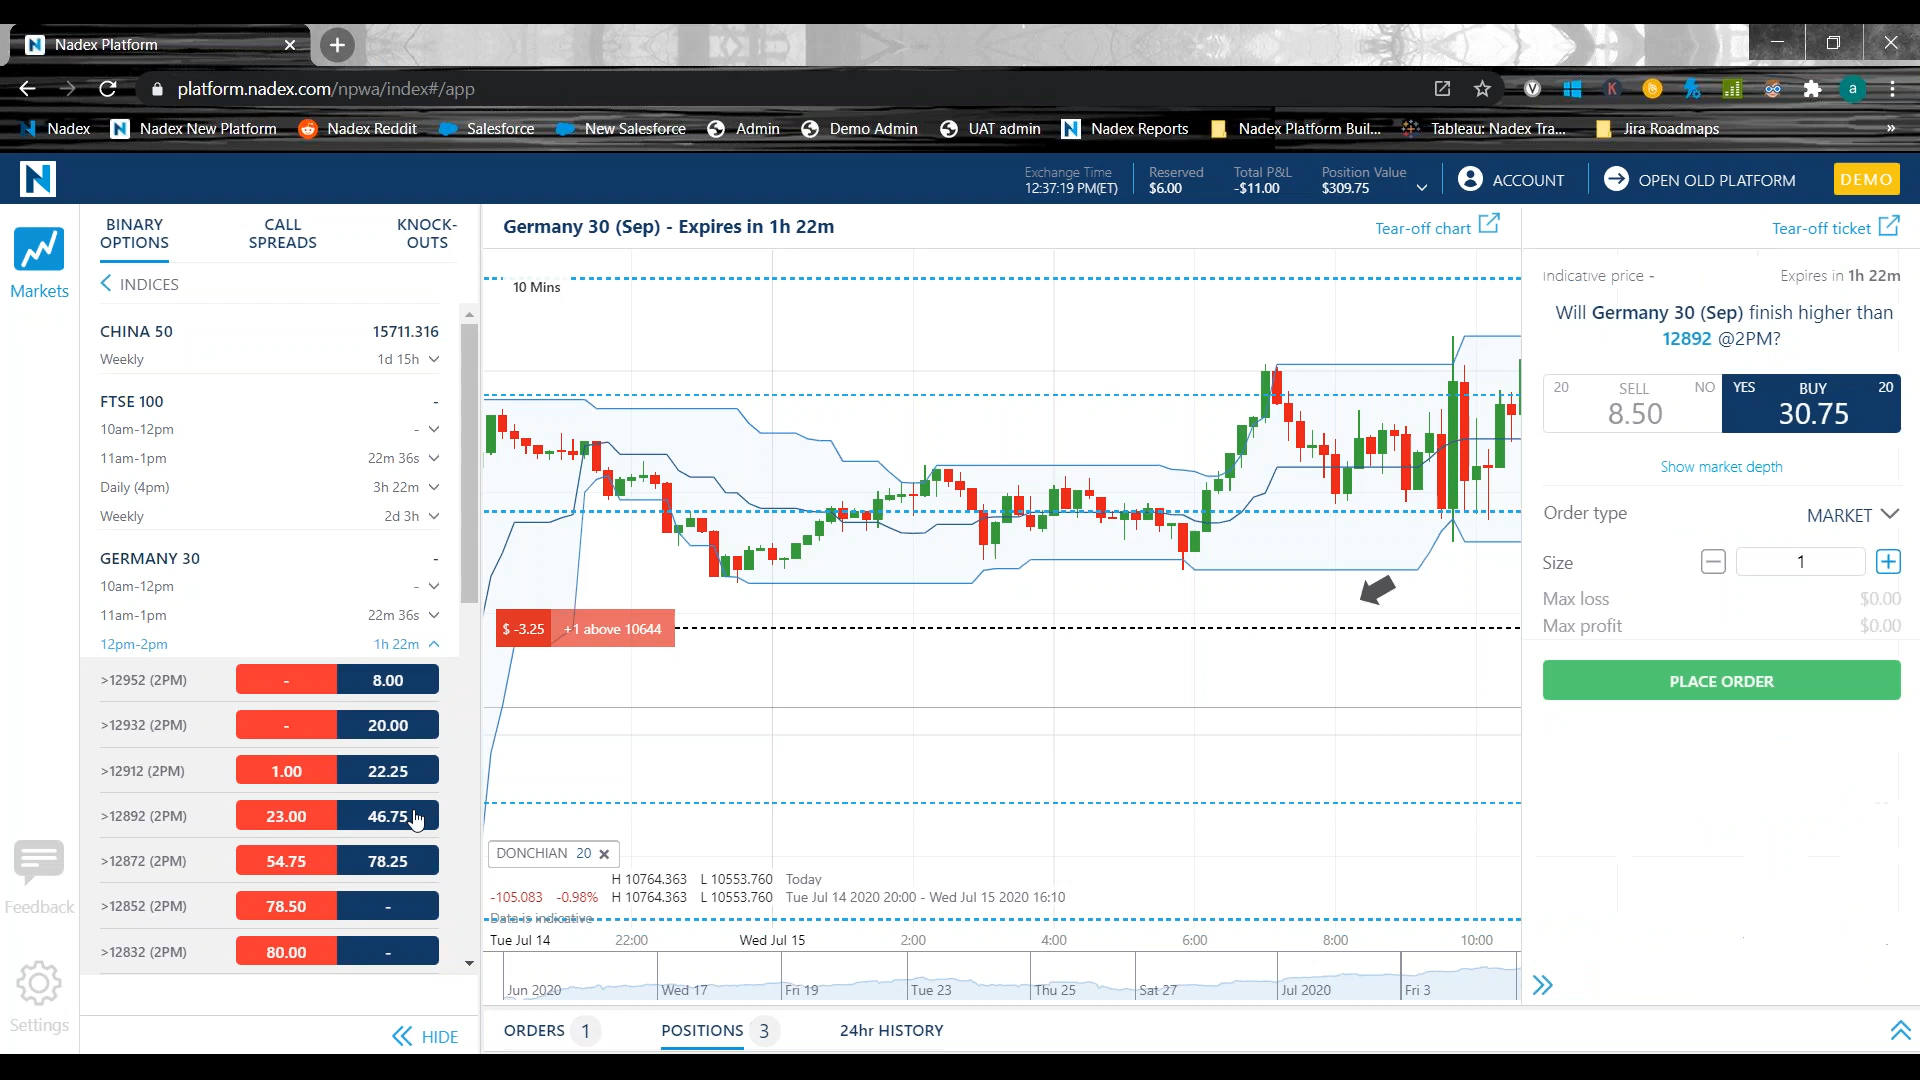 Nadex Platform
platform.nadex.com/npwa/index#/app
Nadex
Nadex New Platform
Nadex Reddit
Salesforce
New Salesforce
Admin
Demo Admin
UAT admin
Nadex Reports
Nadex Platform Buil...
Tableau: Nadex Tra...
Jira Roadmaps
»
Exchange Time
12:37:19 PM(ET)
Reserved
$6.00
Total P&L
-$11.00
Position Value
$309.75
ACCOUNT
OPEN OLD PLATFORM
DEMO
Markets
Feedback
Settings
BINARY
OPTIONS
CALL
SPREADS
KNOCK-
OUTS
INDICES
CHINA 50 15711.316
Weekly 1d 15h
FTSE 100 -
10am-12pm -
11am-1pm 22m 36s
Daily (4pm) 3h 22m
Weekly 2d 3h
GERMANY 30 -
10am-12pm -
11am-1pm 22m 36s
12pm-2pm 1h 22m
>12952 (2PM) - 8.00
>12932 (2PM) - 20.00
>12912 (2PM) 1.00 22.25
>12892 (2PM) 23.00 46.75
>12872 (2PM) 54.75 78.25
>12852 (2PM) 78.50 -
>12832 (2PM) 80.00 -
HIDE
Germany 30 (Sep) - Expires in 1h 22m
Tear-off chart
10 Mins
$ -3.25 +1 above 10644
DONCHIAN 20
H 10764.363 L 10553.760 Today
-105.083 -0.98% H 10764.363 L 10553.760 Tue Jul 14 2020 20:00 - Wed Jul 15 2020 16:10
Data is indicative
Tue Jul 14 22:00 Wed Jul 15 2:00 4:00 6:00 8:00 10:00
Jun 2020 Wed 17 Fri 19 Tue 23 Thu 25 Sat 27 Jul 2020 Fri 3
ORDERS 1
POSITIONS 3
24hr HISTORY
Tear-off ticket
Indicative price -
Expires in 1h 22m
Will Germany 30 (Sep) finish higher than
12892 @2PM?
20 SELL NO
8.50
YES BUY 20
30.75
Show market depth
Order type MARKET
Size 1
Max loss $0.00
Max profit $0.00
PLACE ORDER